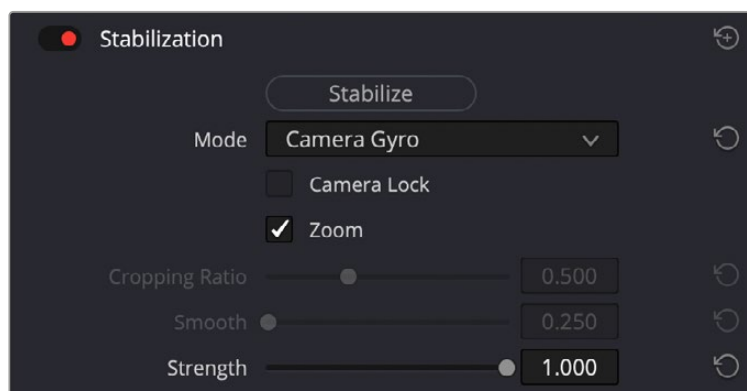 Stabilization
Stabilize
Mode Camera Gyro
Camera Lock
Zoom
Cropping Ratio 0.500
Smooth 0.250
Strength 1.000